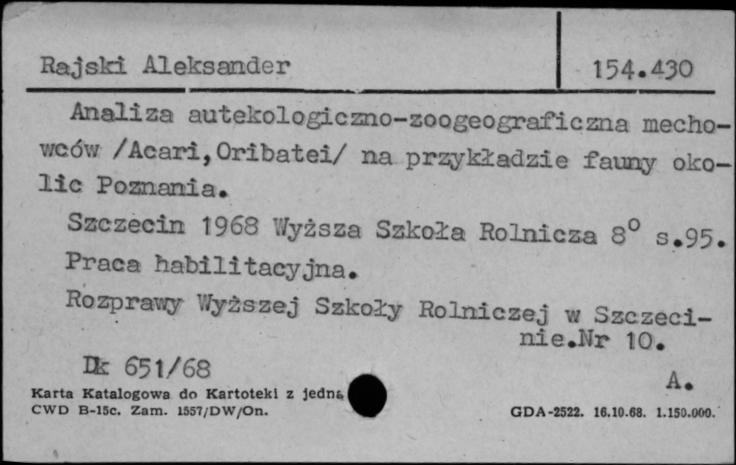 Rajski Aleksander 154.430
Analiza autekologiczno-zoogeograficzna mecho-
wców /Acari,Oribatei/ na przykładzie fauny oko-
lic Poznania.
Szczecin 1968 Wyższa Szkoła Rolnicza 8° s.95.
Praca habilitacyjna.
Rozprawy Wyższej Szkoły Rolniczej w Szczeci-
nie.Nr 10.
Dk 651/68
A.
Karta Katalogowa do Kartoteki z jedną
CWD B-15c. Zam. 1557/DW/On. GDA-2522. 16.10.68. 1.150.000.